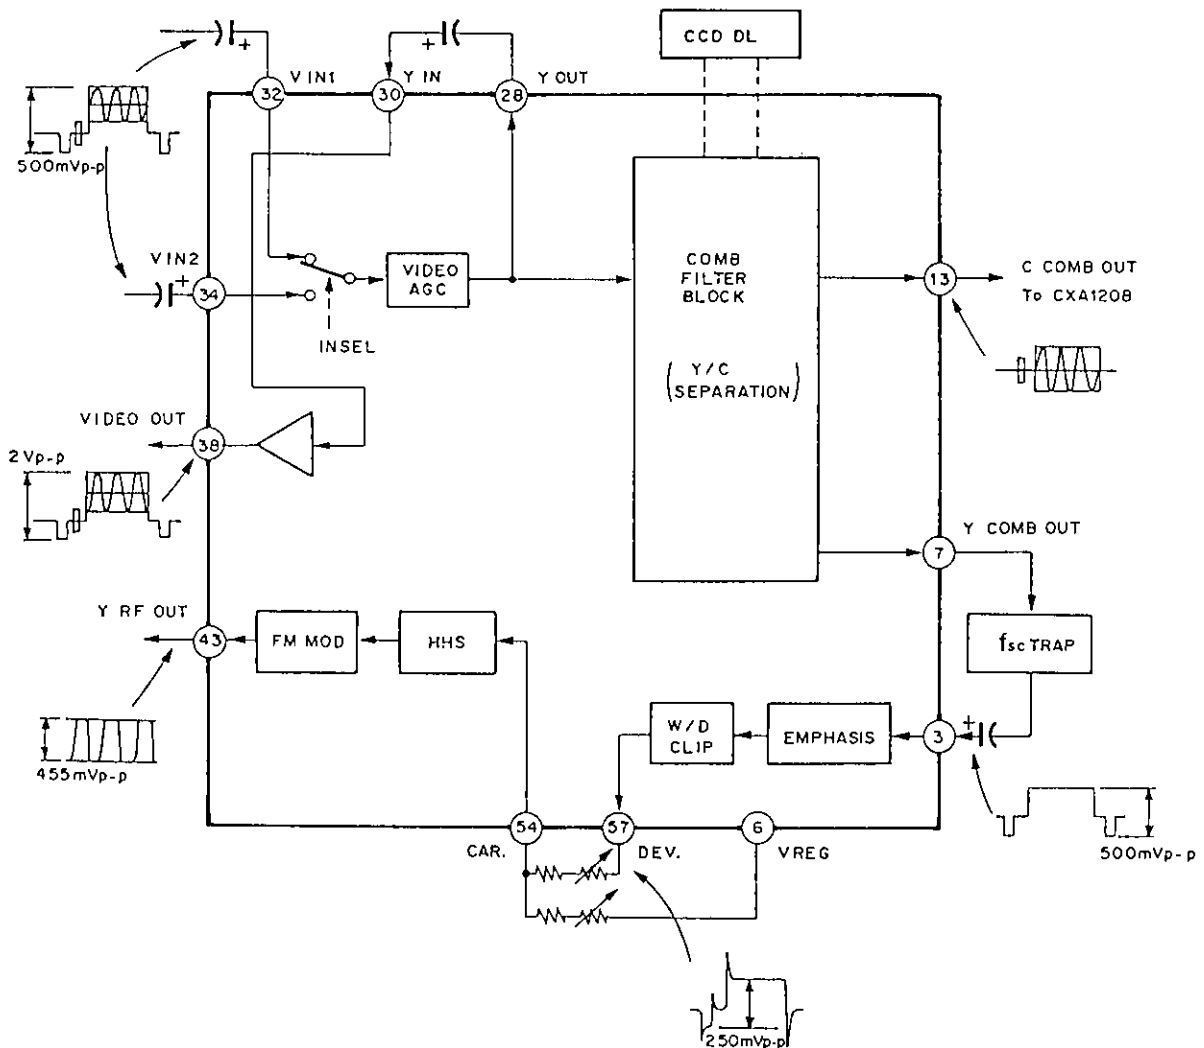 CCD DL
V IN1
Y IN
Y OUT
32
30
28
500mVp-p
V IN2
34
VIDEO
AGC
INSEL
COMB
FILTER
BLOCK
(Y/C
SEPARATION)
13
C COMB OUT
To CXA1208
VIDEO OUT
38
2Vp-p
7
Y COMB OUT
Y RF OUT
43
FM MOD
HHS
fsc TRAP
455mVp-p
W/D
CLIP
EMPHASIS
3
500mVp-p
54
57
6
CAR.
DEV.
VREG
250mVp-p
+
+
+
+